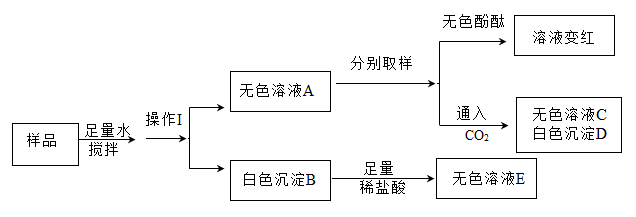 样品
足量水
搅拌
操作I
无色溶液A
白色沉淀B
分别取样
无色酚酞
溶液变红
通入
CO2
无色溶液C
白色沉淀D
足量
稀盐酸
无色溶液E